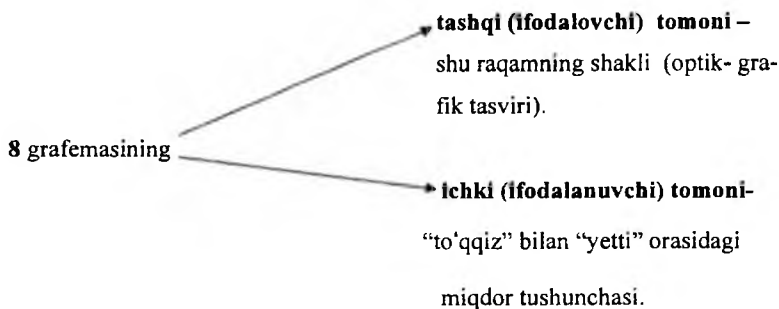 tashqi (ifodalovchi) tomoni –
shu raqamning shakli (optik- gra-
fik tasviri).
8 grafemasining
ichki (ifodalanuvchi) tomoni-
“to‘qqiz” bilan “yetti” orasidagi
miqdor tushunchasi.